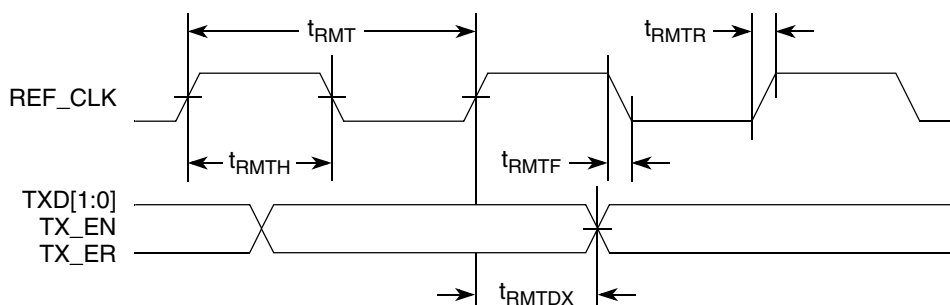 tRMT
tRMTR
REF_CLK
tRMTH
tRMTF
TXD[1:0]
TX_EN
TX_ER
tRMTDX